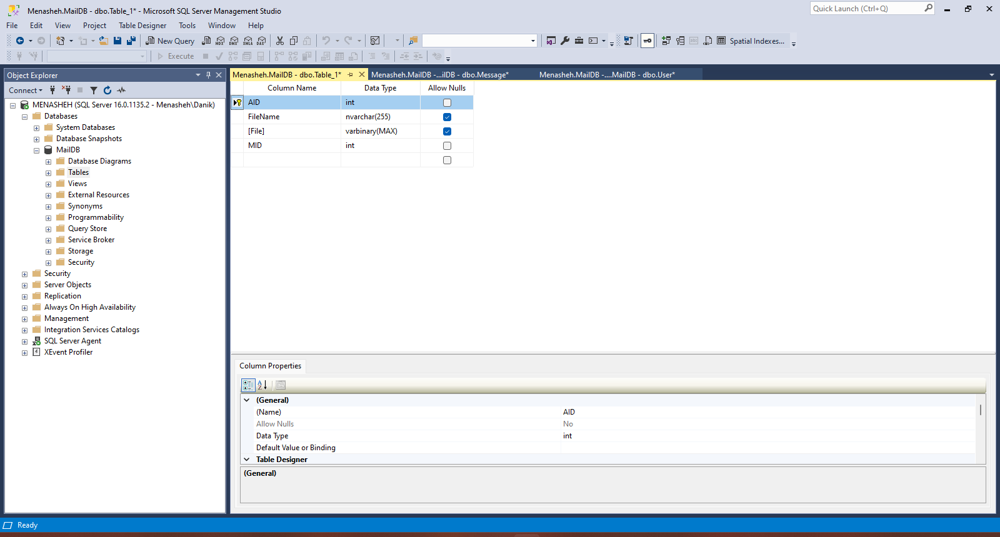 Menasheh.MailDB - dbo.Table_1* - Microsoft SQL Server Management Studio
Quick Launch (Ctrl+Q)
File Edit View Project Table Designer Tools Window Help
New Query MDX DMX XMLA DAX Spatial Indexes...
Execute
Object Explorer
Menasheh.MailDB - dbo.Table_1* Menasheh.MailDB -...ilDB - dbo.Message* Menasheh.MailDB -....MailDB - dbo.User*
Connect
MENASHEH (SQL Server 16.0.1135.2 - Menasheh\Danik)
Databases
System Databases
Database Snapshots
MailDB
Database Diagrams
Tables
Views
External Resources
Synonyms
Programmability
Query Store
Service Broker
Storage
Security
Security
Server Objects
Replication
Always On High Availability
Management
Integration Services Catalogs
SQL Server Agent
XEvent Profiler
Column Name Data Type Allow Nulls
AID int
FileName nvarchar(255)
[File] varbinary(MAX)
MID int
Column Properties
(General)
(Name) AID
Allow Nulls No
Data Type int
Default Value or Binding
Table Designer
(General)
Ready